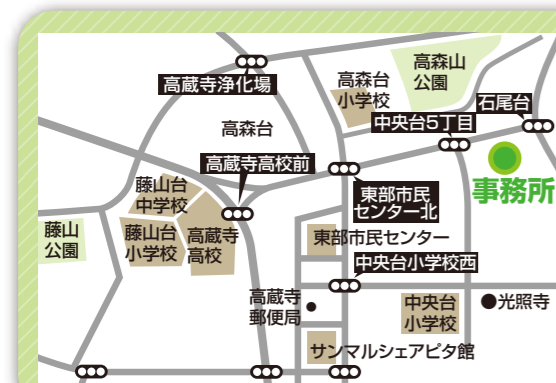 高蔵寺浄化場
高森台
小学校
高森山
公園
石尾台
中央台5丁目
高森台
高蔵寺高校前
事務所
藤山台
中学校
東部市民
センター北
藤山
公園
藤山台
小学校
高蔵寺
高校
東部市民センター
中央台小学校西
高蔵寺
郵便局
中央台
小学校
光照寺
サンマルシェアピタ館